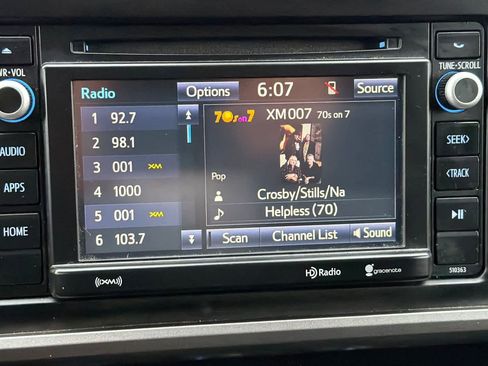 PWR•VOL
TUNE•SCROLL
Radio
Options
6:07
Source
1 92.7
2 98.1
3 001 XM
4 1000
5 001 XM
6 103.7
70s on 7
XM007 70s on 7
Pop
Crosby/Stills/Na
Helpless (70)
Scan
Channel List
Sound
AUDIO
APPS
HOME
SEEK>
<TRACK
((XM))
HD Radio
gracenote
510363